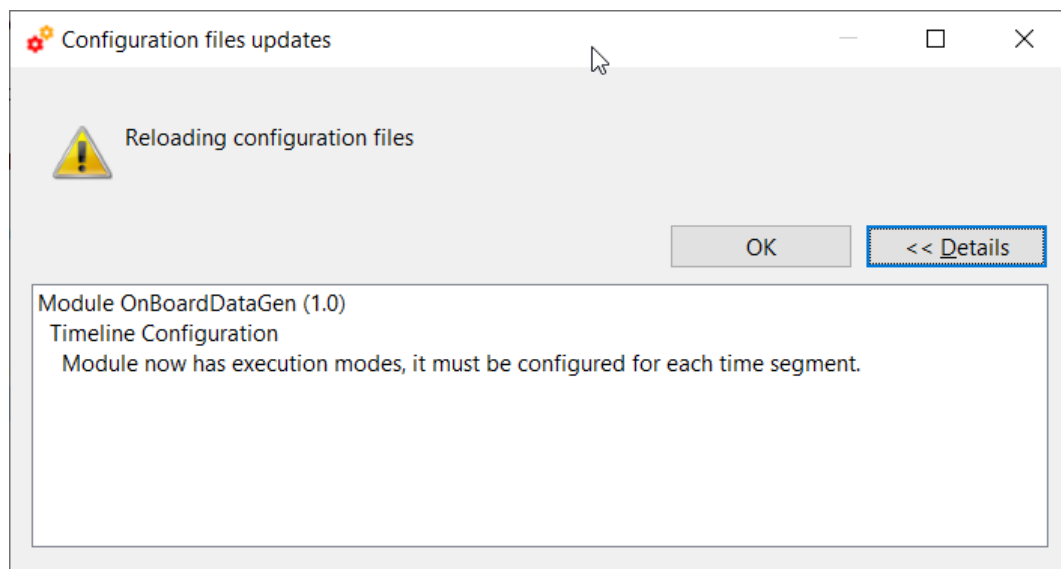 Configuration files updates
Reloading configuration files
OK
<< Details
Module OnBoardDataGen (1.0)
Timeline Configuration
Module now has execution modes, it must be configured for each time segment.